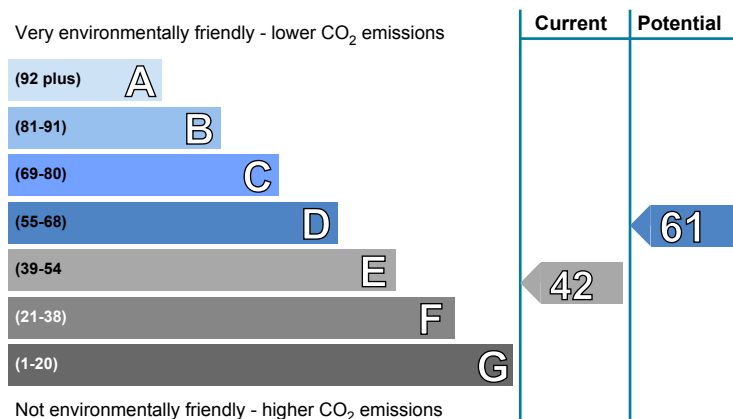 Current Potential
Very environmentally friendly - lower CO2 emissions
(92 plus) A
(81-91) B
(69-80) C
(55-68) D
61
(39-54 E
42
(21-38) F
(1-20) G
Not environmentally friendly - higher CO2 emissions